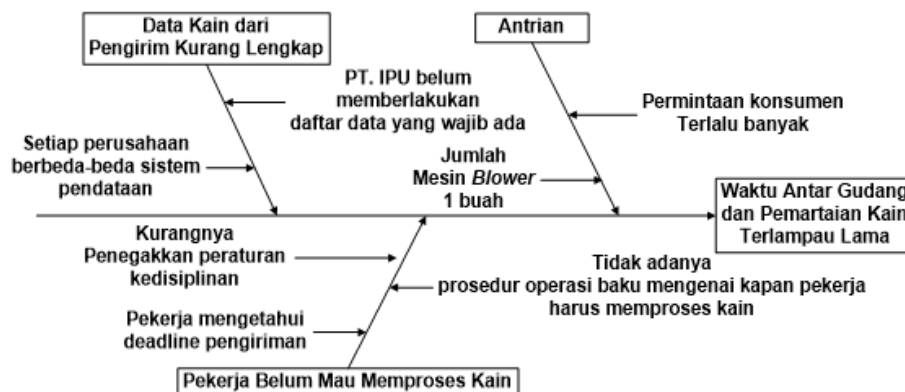 Data Kain dari
Pengirim Kurang Lengkap
Antrian
PT. IPU belum
memberlakukan
daftar data yang wajib ada
Permintaan konsumen
Terlalu banyak
Setiap perusahaan
berbeda-beda sistem
pendataan
Jumlah
Mesin Blower
1 buah
Waktu Antar Gudang
dan Pemartaian Kain
Terlampau Lama
Kurangnya
Penegakkan peraturan
kedisiplinan
Tidak adanya
prosedur operasi baku mengenai kapan pekerja
harus memproses kain
Pekerja mengetahui
deadline pengiriman
Pekerja Belum Mau Memproses Kain